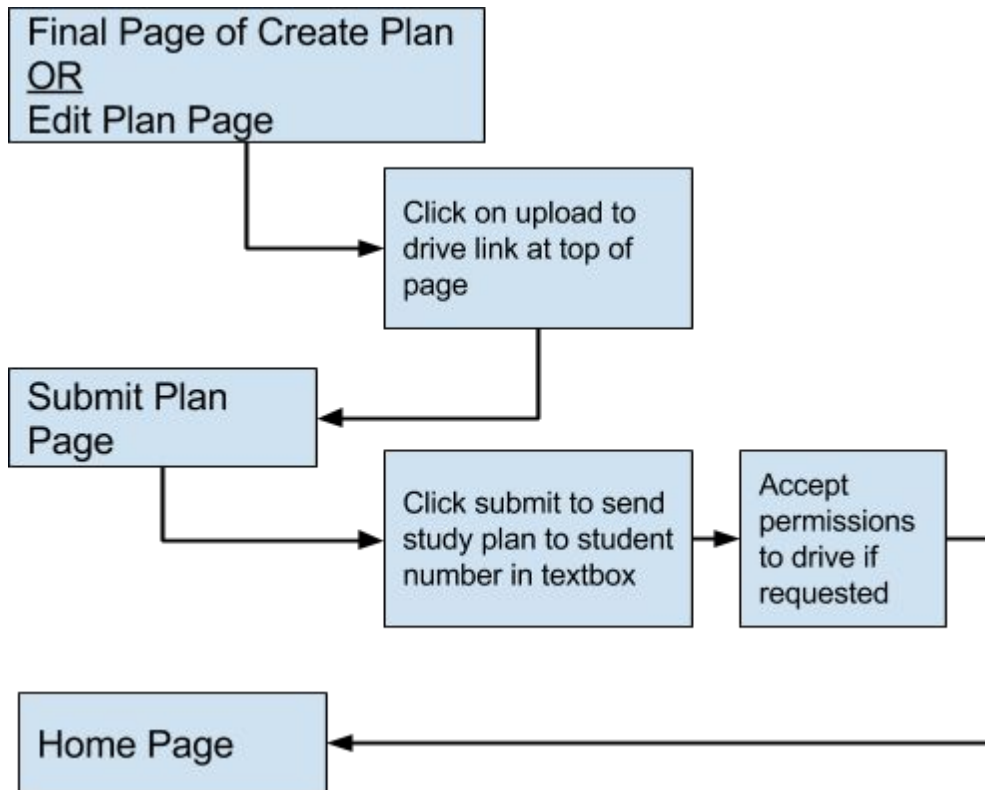 Final Page of Create Plan
OR
Edit Plan Page
Click on upload to
drive link at top of
page
Submit Plan
Page
Click submit to send
study plan to student
number in textbox
Accept
permissions
to drive if
requested
Home Page